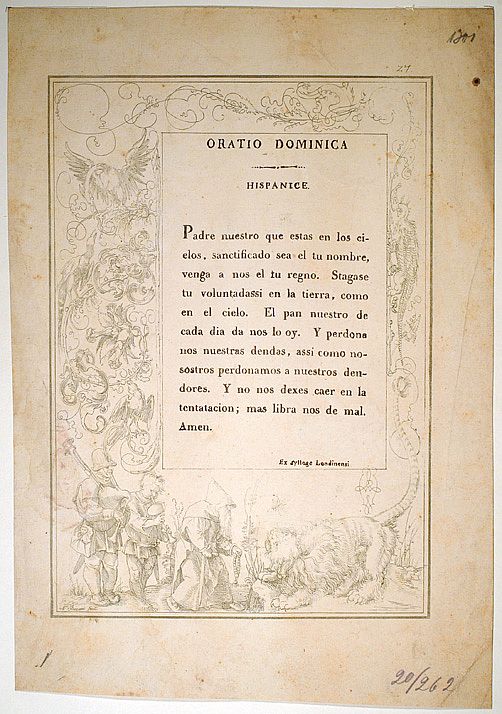 1301
27
ORATIO DOMINICA
HISPANICE.
Padre nuestro que estas en los ci-
elos, sanctificado sea el tu nombre,
venga a nos el tu regno. Stagase
tu voluntadassi en la tierra, como
en el cielo. El pan nuestro de
cada dia da nos lo oy. Y perdona
nos nuestras dendas, assi como no-
sostros perdonamos a nuestros den-
dores. Y no nos dexes caer en la
tentatacion; mas libra nos de mal.
Amen.
Ex sylloge Londinensi
20/262